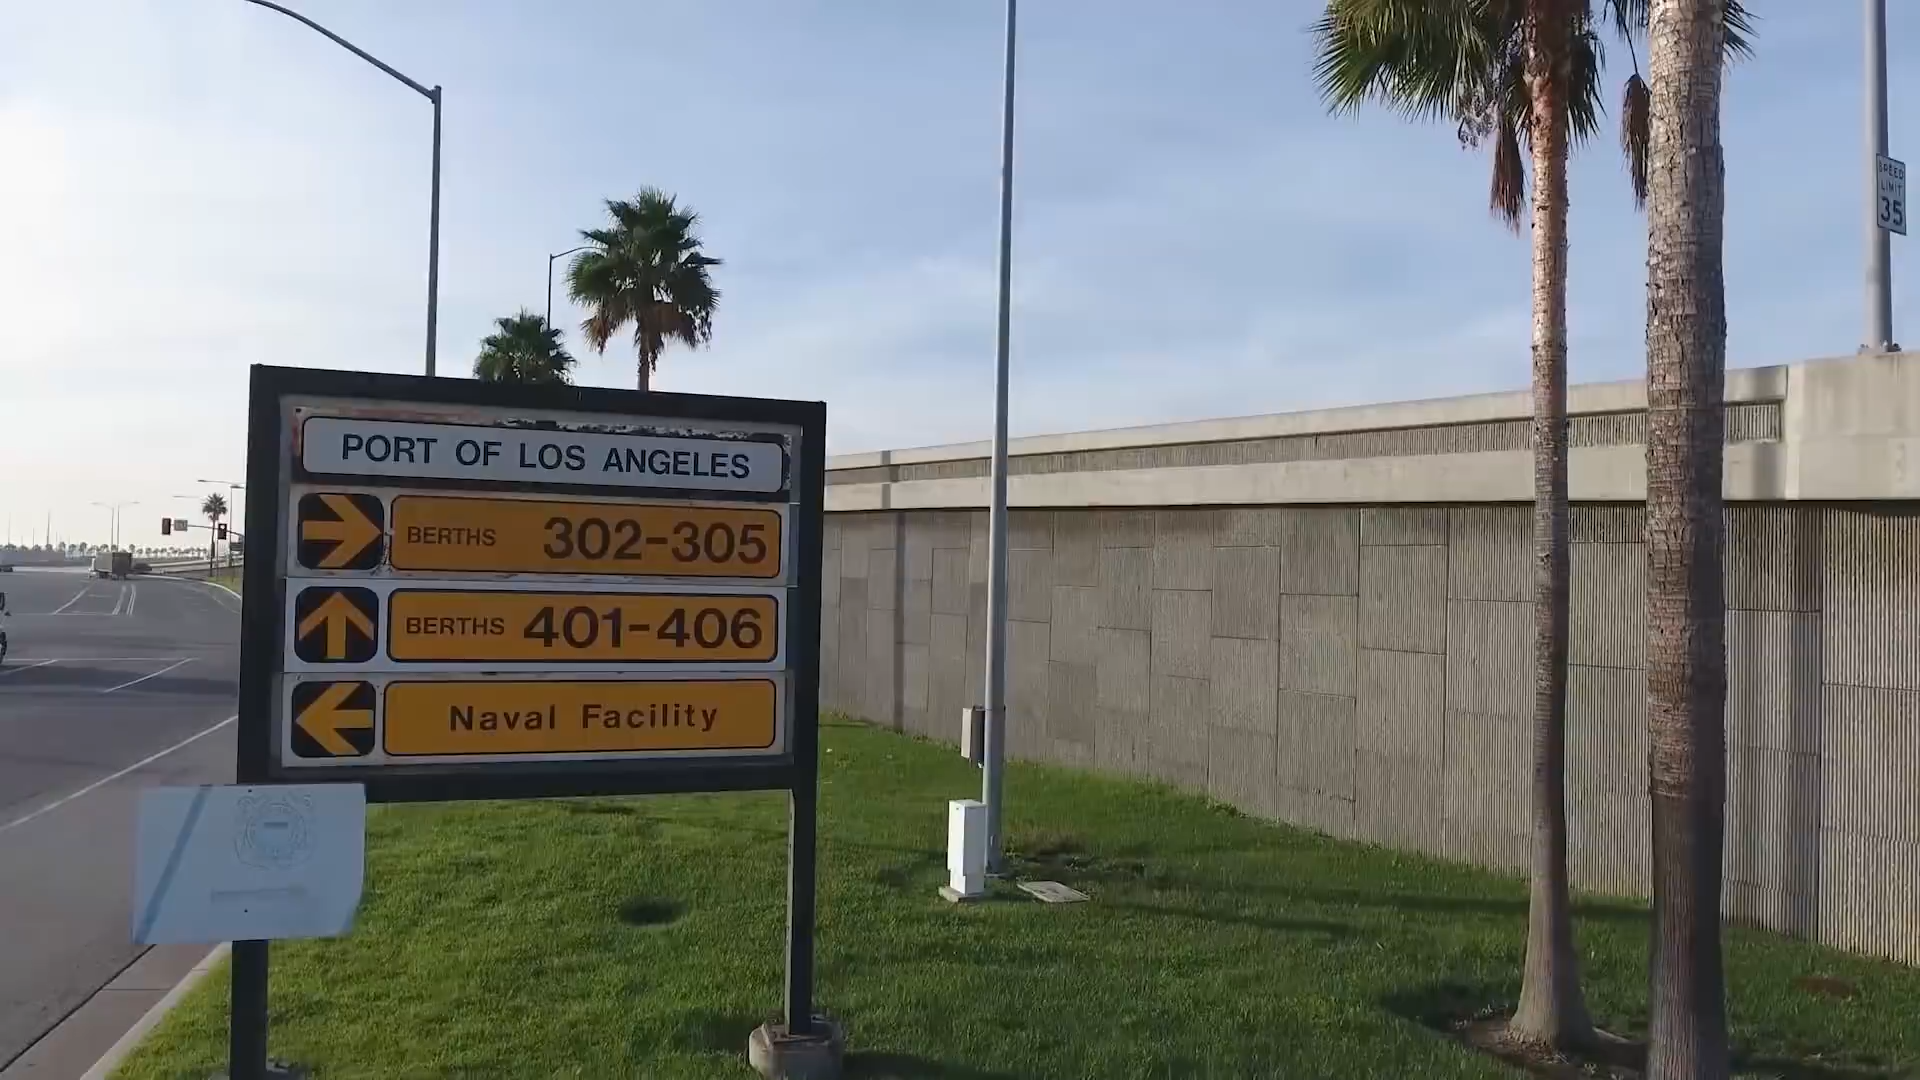 PORT OF LOS ANGELES
BERTHS 302-305
BERTHS 401-406
Naval Facility
SPEED
LIMIT
35